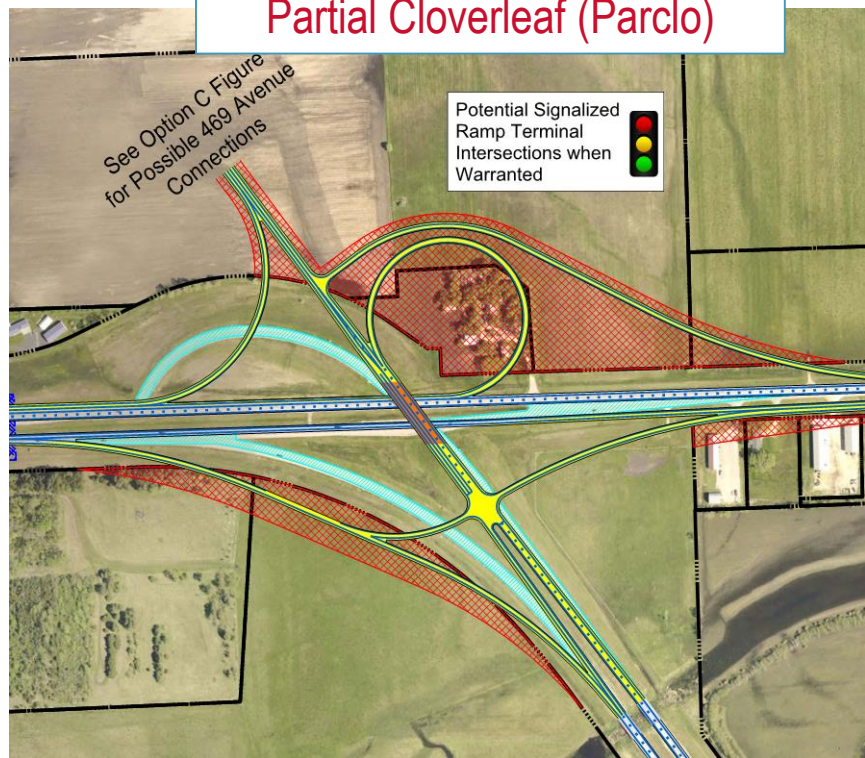 Partial Cloverleaf (Parclo)
See Option C Figure
for Possible 469 Avenue
Connections
Potential Signalized
Ramp Terminal
Intersections when
Warranted